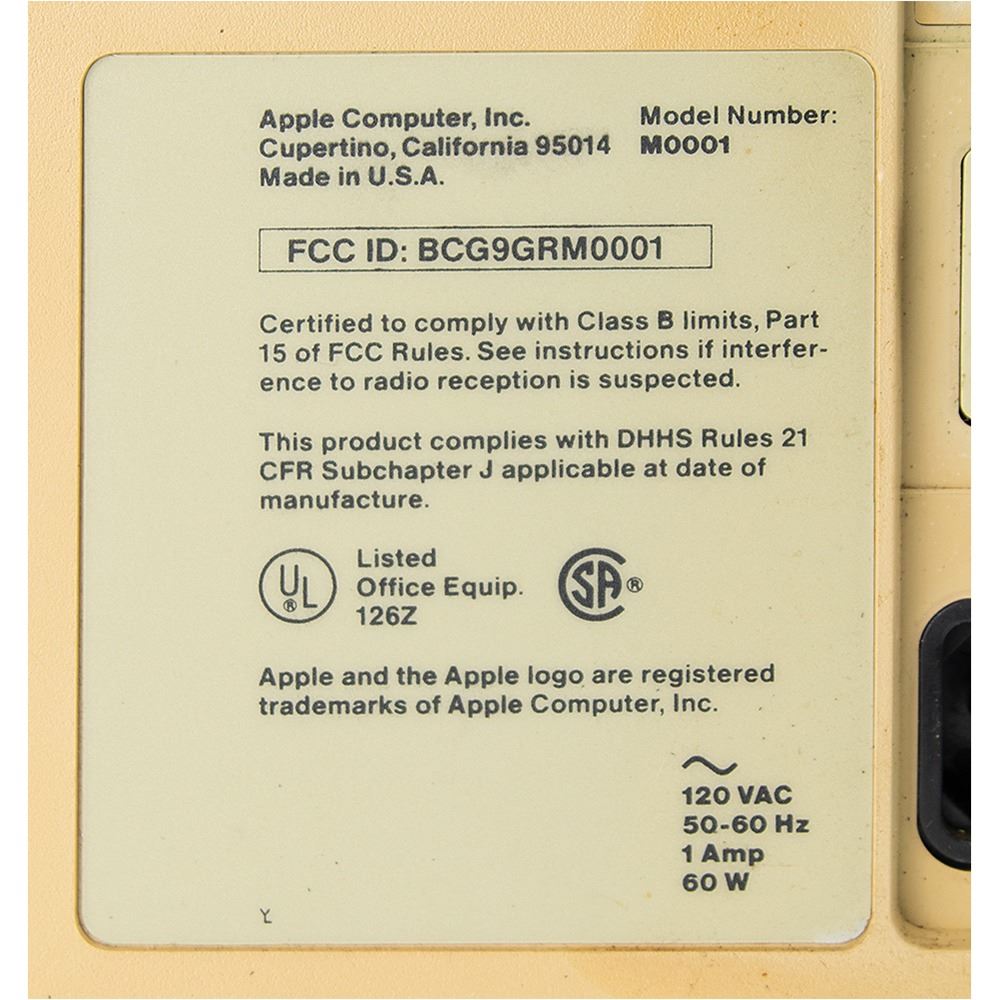 Apple Computer, Inc.
Cupertino, California 95014
Made in U.S.A.
Model Number:
M0001
FCC ID: BCG9GRM0001
Certified to comply with Class B limits, Part
15 of FCC Rules. See instructions if interfer-
ence to radio reception is suspected.
This product complies with DHHS Rules 21
CFR Subchapter J applicable at date of
manufacture.
UL®
Listed
Office Equip.
126Z
SA®
Apple and the Apple logo are registered
trademarks of Apple Computer, Inc.
120 VAC
50-60 Hz
1 Amp
60 W
Y